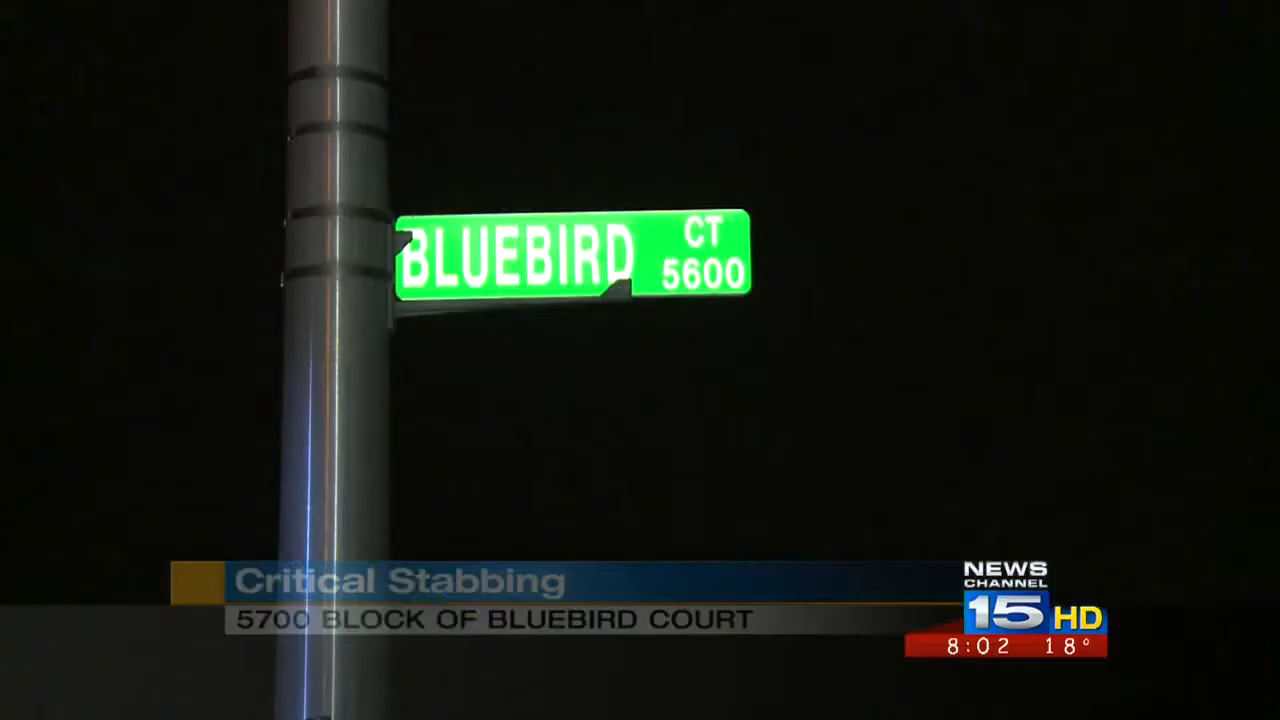 BLUEBIRD CT
5600
Critical Stabbing
5700 BLOCK OF BLUEBIRD COURT
NEWS
CHANNEL
15 HD
8:02 18°